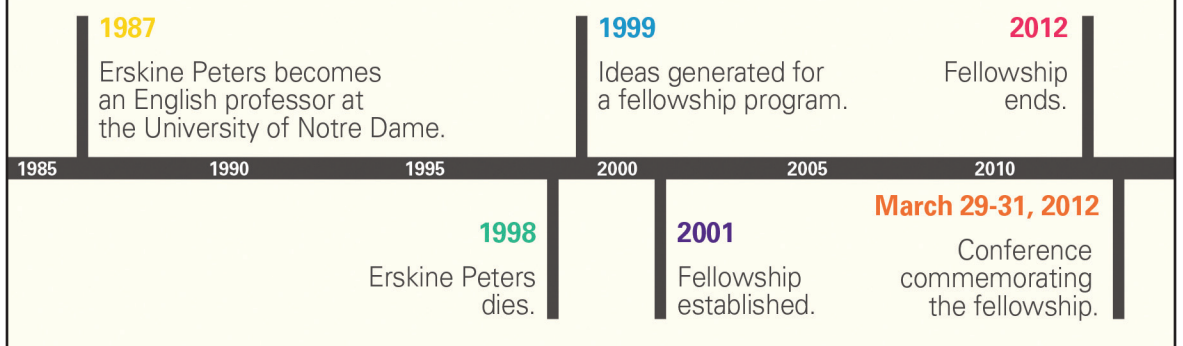 1987
Erskine Peters becomes
an English professor at
the University of Notre Dame.
1999
Ideas generated for
a fellowship program.
2012
Fellowship
ends.
1985 1990 1995 2000 2005 2010
1998
Erskine Peters
dies.
2001
Fellowship
established.
March 29-31, 2012
Conference
commemorating
the fellowship.